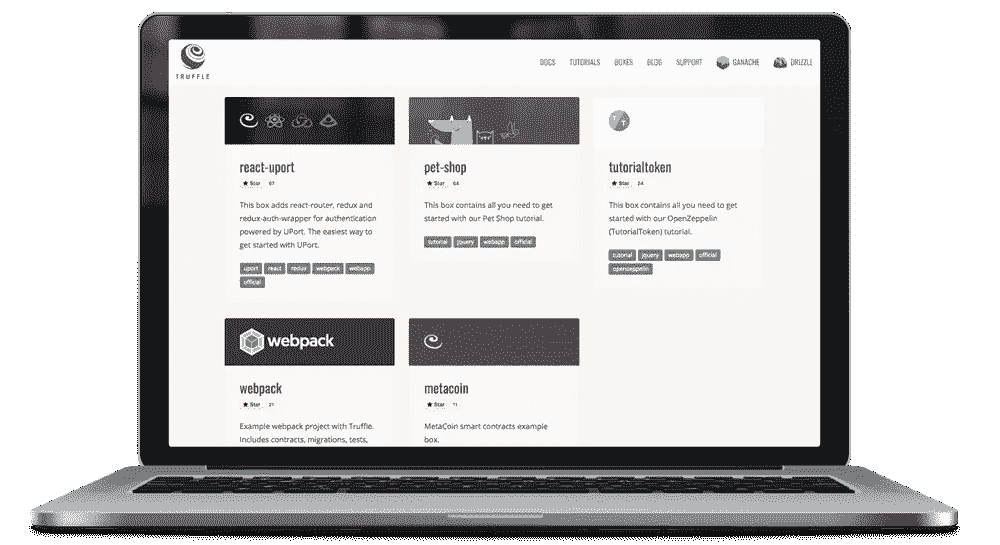 TRUFFLE
DOCS TUTORIALS BOXES BLOG SUPPORT GANACHE DRIZZLE
react-uport
Star 67
This box adds react-router, redux and
redux-auth-wrapper for authentication
powered by UPort. The easiest way to
get started with UPort.
uport react redux webpack webapp
official
pet-shop
Star 64
This box contains all you need to get
started with our Pet Shop tutorial.
tutorial jquery webapp official
TT
tutorialtoken
Star 24
This box contains all you need to get
started with our OpenZeppelin
(TutorialToken) tutorial.
tutorial jquery webapp official
openzeppelin
webpack
webpack
Star 21
Example webpack project with Truffle.
Includes contracts, migrations, tests,
metacoin
Star 11
MetaCoin smart contracts example
box.